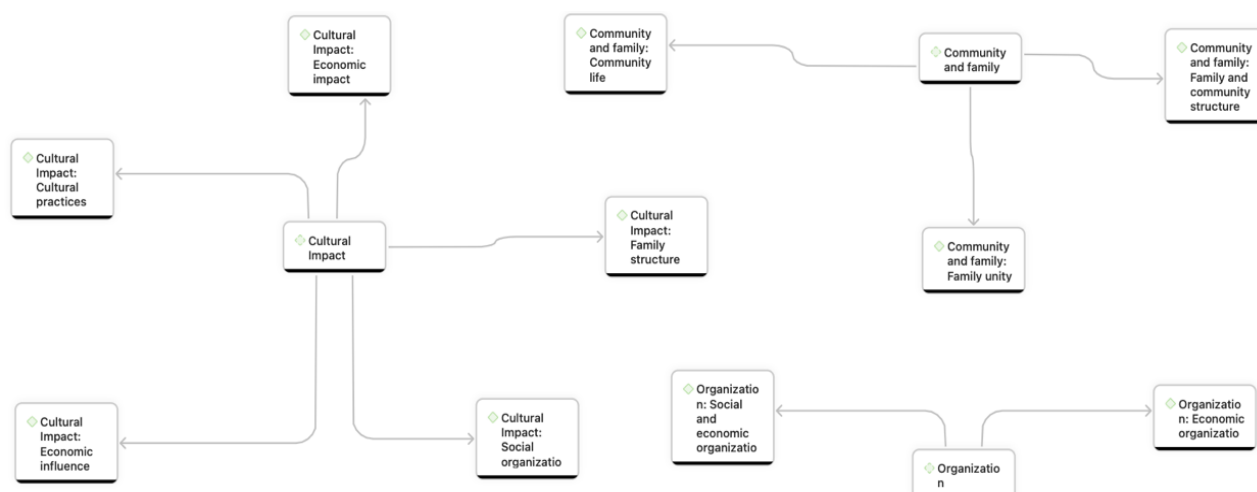 Cultural
Impact:
Economic
impact
Community
and family:
Community
life
Community
and family
Community
and family:
Family and
community
structure
Cultural
Impact:
Cultural
practices
Cultural
Impact:
Family
structure
Cultural
Impact
Community
and family:
Family unity
Cultural
Impact:
Economic
influence
Cultural
Impact:
Social
organizatio
Organizatio
n: Social
and
economic
organizatio
Organizatio
n: Economic
organizatio
Organizatio
n